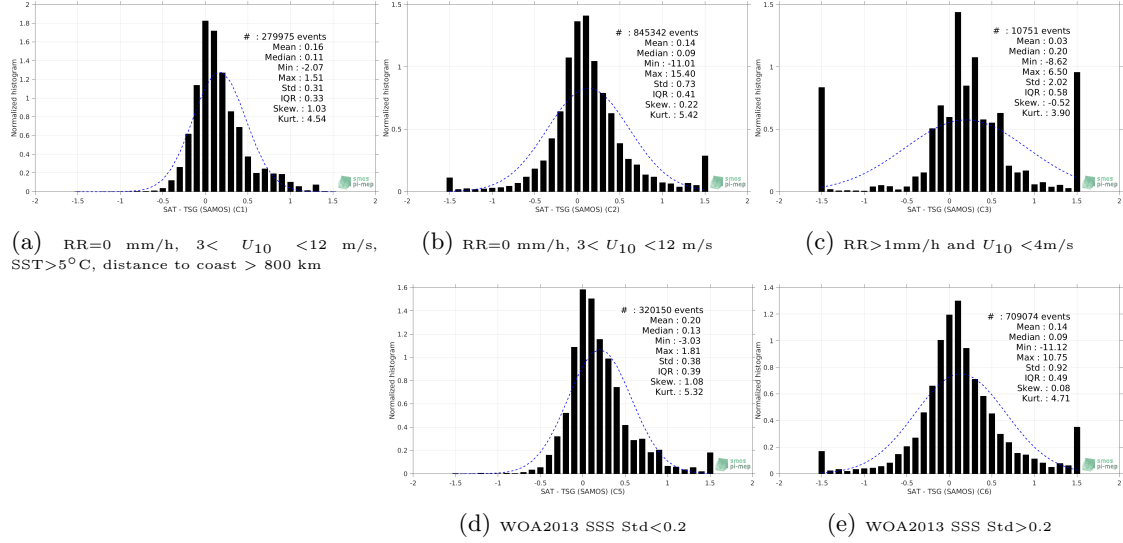 # : 279975 events
Mean : 0.16
Median : 0.11
Min : -2.07
Max : 1.51
Std : 0.31
IQR : 0.33
Skew. : 1.03
Kurt. : 4.54
Normalized histogram
2
1.8
1.6
1.4
1.2
1
0.8
0.6
0.4
0.2
0
-2 -1.5 -1 -0.5 0 0.5 1 1.5 2
SAT - TSG (SAMOS) (C1)
smos
pi-mep
(a) RR=0 mm/h, 3< U10 <12 m/s,
SST>5°C, distance to coast > 800 km
# : 845342 events
Mean : 0.14
Median : 0.09
Min : -11.01
Max : 15.40
Std : 0.73
IQR : 0.41
Skew. : 0.22
Kurt. : 5.42
Normalized histogram
1.5
1
0.5
0
-2 -1.5 -1 -0.5 0 0.5 1 1.5 2
SAT - TSG (SAMOS) (C2)
smos
pi-mep
(b) RR=0 mm/h, 3< U10 <12 m/s
# : 10751 events
Mean : 0.03
Median : 0.20
Min : -8.62
Max : 6.50
Std : 2.02
IQR : 0.58
Skew. : -0.52
Kurt. : 3.90
Normalized histogram
1.5
1
0.5
0
-2 -1.5 -1 -0.5 0 0.5 1 1.5 2
SAT - TSG (SAMOS) (C3)
smos
pi-mep
(c) RR>1mm/h and U10 <4m/s
# : 320150 events
Mean : 0.20
Median : 0.13
Min : -3.03
Max : 1.81
Std : 0.38
IQR : 0.39
Skew. : 1.08
Kurt. : 5.32
Normalized histogram
1.6
1.4
1.2
1
0.8
0.6
0.4
0.2
0
-2 -1.5 -1 -0.5 0 0.5 1 1.5 2
SAT - TSG (SAMOS) (C5)
smos
pi-mep
(d) WOA2013 SSS Std<0.2
# : 709074 events
Mean : 0.14
Median : 0.09
Min : -11.12
Max : 10.75
Std : 0.92
IQR : 0.49
Skew. : 0.08
Kurt. : 4.71
Normalized histogram
1.4
1.2
1
0.8
0.6
0.4
0.2
0
-2 -1.5 -1 -0.5 0 0.5 1 1.5 2
SAT - TSG (SAMOS) (C6)
smos
pi-mep
(e) WOA2013 SSS Std>0.2